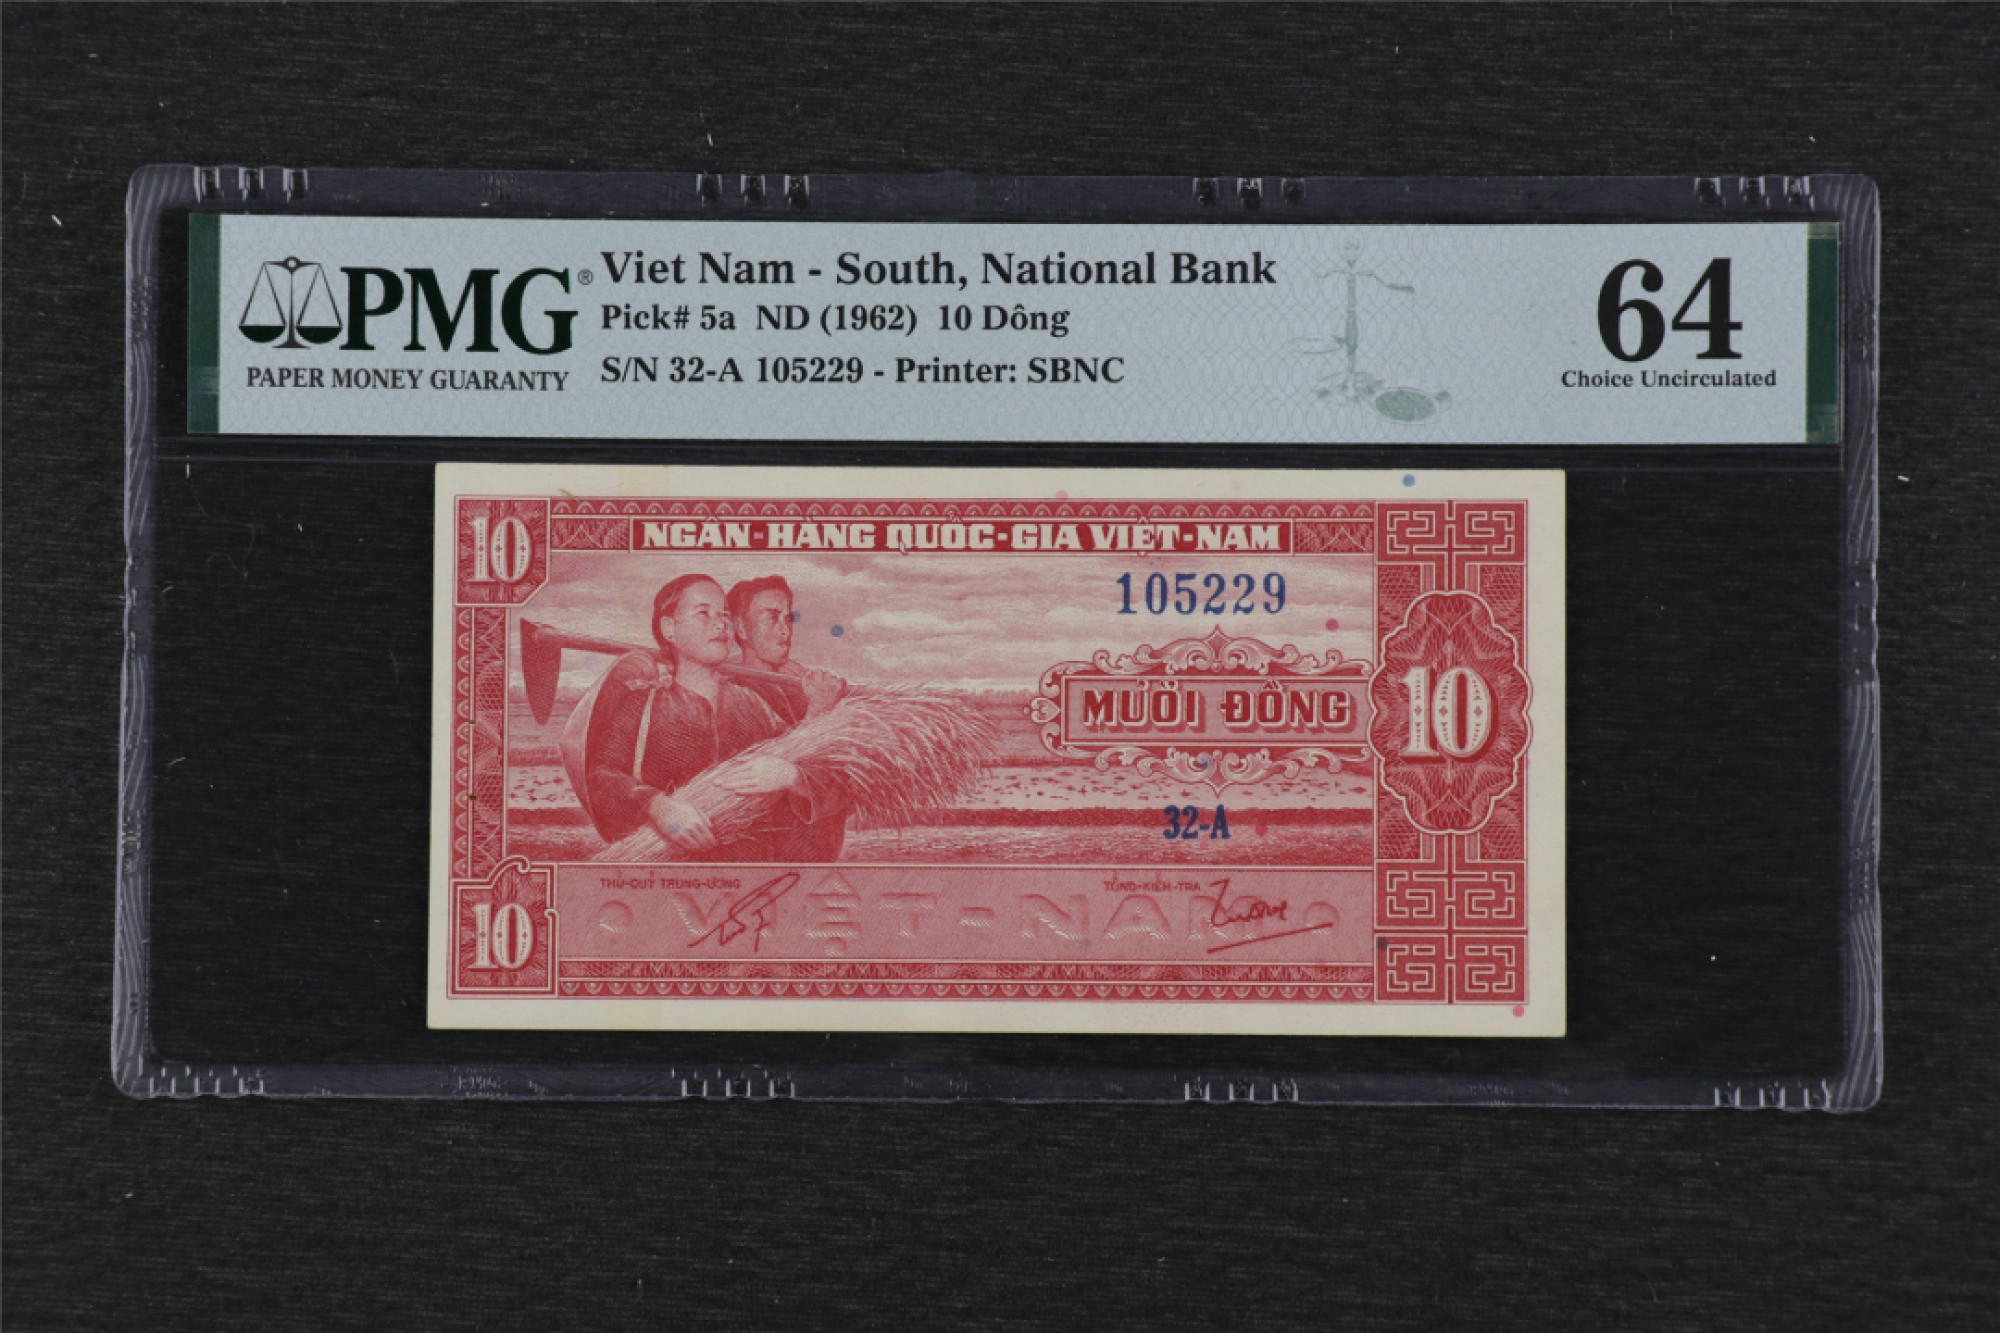 PMG®
PAPER MONEY GUARANTY
Viet Nam - South, National Bank
Pick# 5a ND (1962) 10 Dông
S/N 32-A 105229 - Printer: SBNC
64
Choice Uncirculated
10
NGÂN-HÀNG QUỐC-GIA VIỆT-NAM
105229
MƯỜI ĐỒNG
10
32-A
THỦ-QUỸ TRUNG-ƯƠNG
TỔNG-KIỂM-TRA
VIỆT-NAM
10